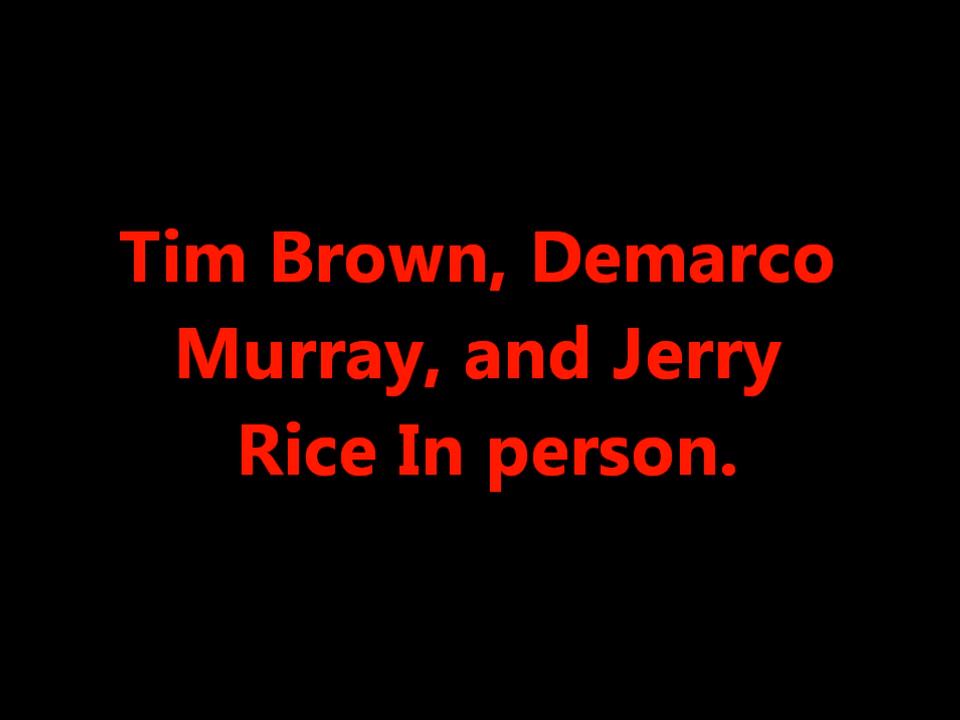 Tim Brown, Demarco
Murray, and Jerry
Rice In person.